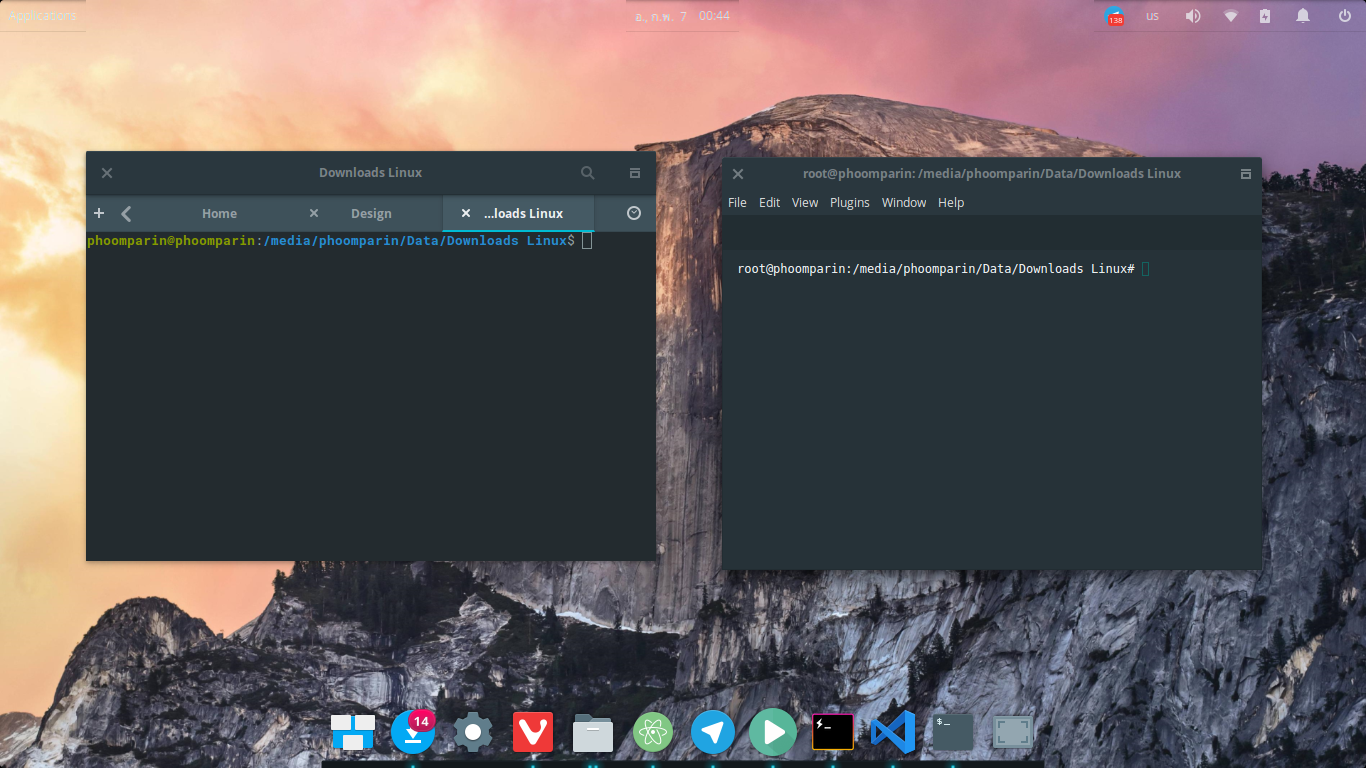 Applications
อ., ก.พ. 7 00:44
138
us
Downloads Linux
Home
Design
...loads Linux
phoomparin@phoomparin:/media/phoomparin/Data/Downloads Linux$
root@phoomparin: /media/phoomparin/Data/Downloads Linux
File Edit View Plugins Window Help
root@phoomparin:/media/phoomparin/Data/Downloads Linux#
14
$_